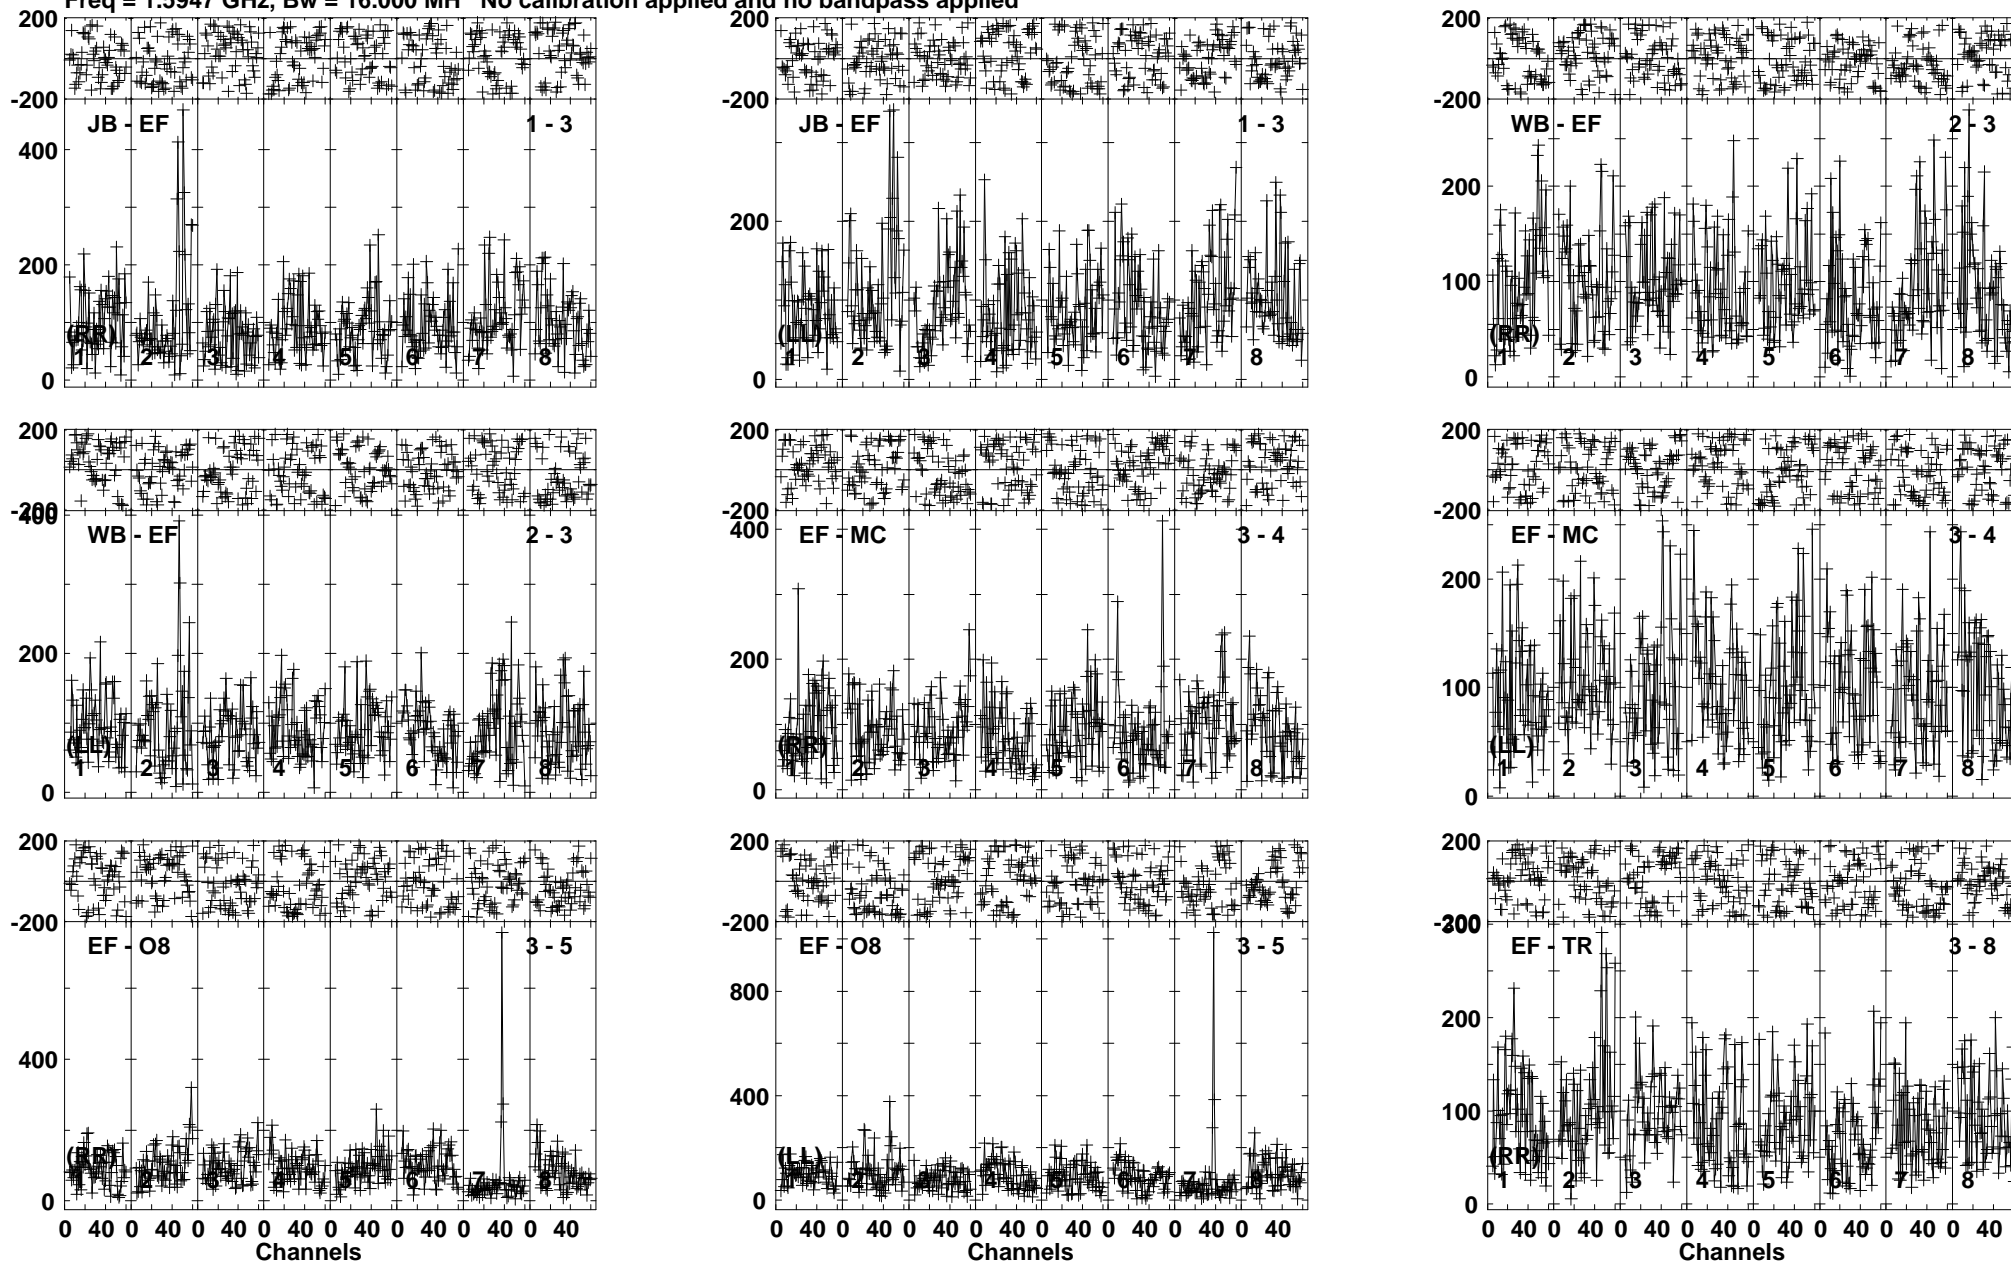 Freq = 1.5947 GHz, Bw = 16.000 MH No calibration applied and no bandpass applied
200 200 200
-200 -200 -200
JB - EF 1 - 3 JB - EF 1 - 3 WB - EF 2 - 3
400
200 200 200
100
(RR) (LL) (RR)
1 2 3 4 5 6 7 8 1 2 3 4 5 6 7 8 1 2 3 4 5 6 7 8
0 0 0
200 200 200
-200 -200 -200
400 400
WB - EF 2 - 3 EF - MC 3 - 4 EF - MC 3 - 4
200 200 200
100
(LL) (RR) (LL)
1 2 3 4 5 6 7 8 1 2 3 4 5 6 7 8 1 2 3 4 5 6 7 8
0 0 0
200 200 200
-200 -200 -200
300
EF - O8 3 - 5 EF - O8 3 - 5 EF - TR 3 - 8
800
400 400 200
100
(RR) (LL) (RR)
1 2 3 4 5 6 7 8 1 2 3 4 5 6 7 8 1 2 3 4 5 6 7 8
0 0 0
0 40 0 40 0 40 0 40 0 40 0 40 0 40 0 40 0 40 0 40 0 40 0 40 0 40 0 40 0 40 0 40 0 40 0 40 0 40 0 40 0 40 0 40 0 40 0 40
Channels Channels